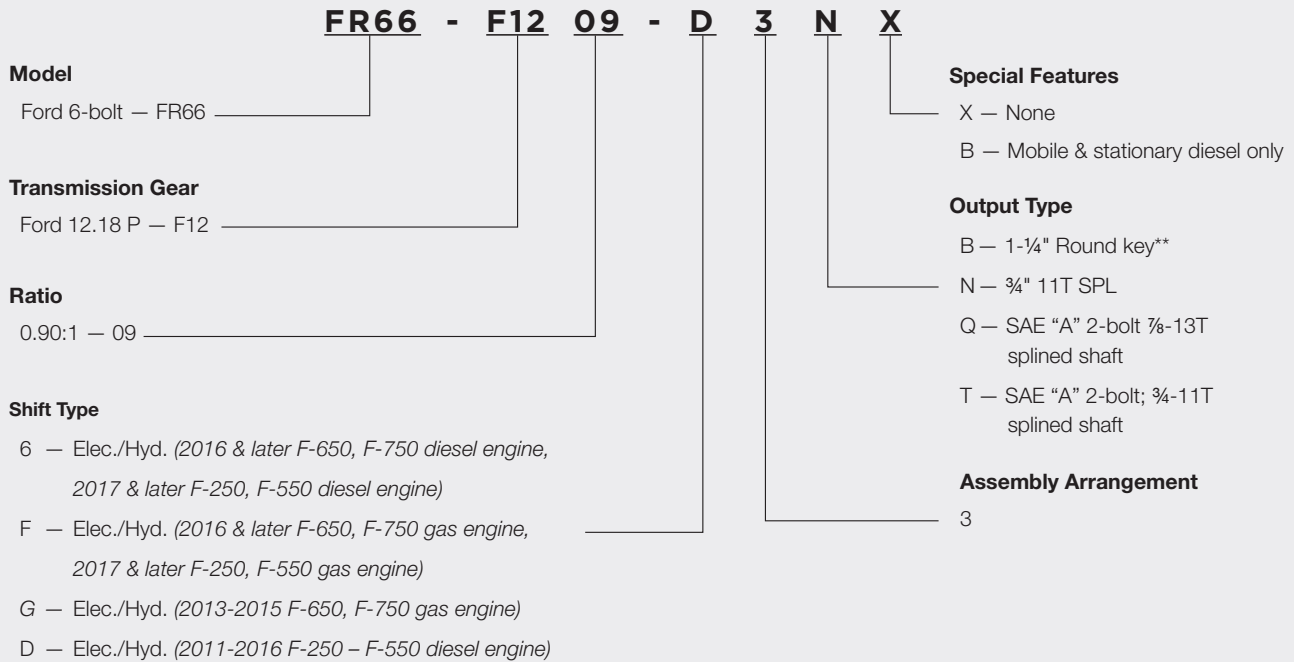 FR66 - F12 09 - D 3 N X
Model
Ford 6-bolt — FR66
Transmission Gear
Ford 12.18 P — F12
Ratio
0.90:1 — 09
Shift Type
6 — Elec./Hyd. (2016 & later F-650, F-750 diesel engine,
2017 & later F-250, F-550 diesel engine)
F — Elec./Hyd. (2016 & later F-650, F-750 gas engine,
2017 & later F-250, F-550 gas engine)
G — Elec./Hyd. (2013-2015 F-650, F-750 gas engine)
D — Elec./Hyd. (2011-2016 F-250 – F-550 diesel engine)
Special Features
X — None
B — Mobile & stationary diesel only
Output Type
B — 1-¼" Round key**
N — ¾" 11T SPL
Q — SAE “A” 2-bolt ⅞-13T
splined shaft
T — SAE “A” 2-bolt; ¾-11T
splined shaft
Assembly Arrangement
3